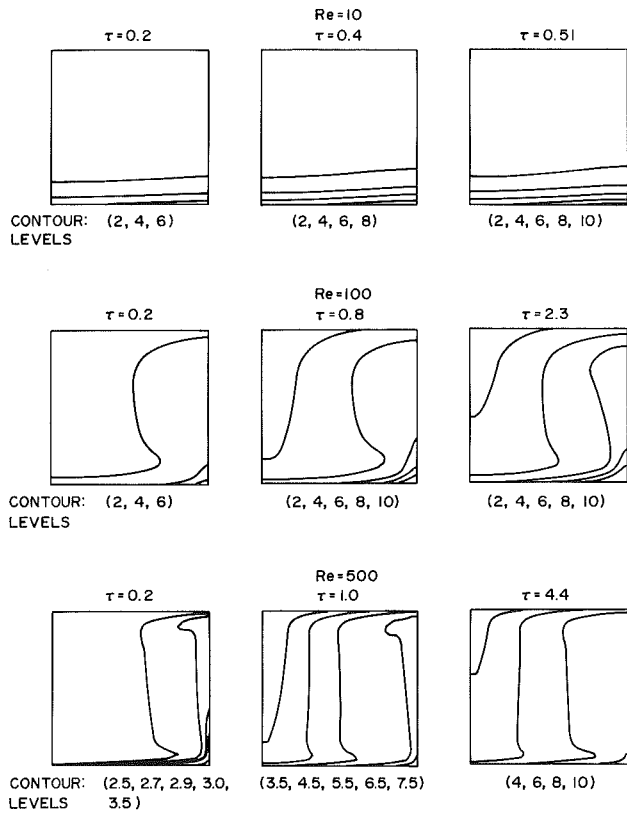 Re=10
τ=0.2 τ=0.4 τ=0.51
CONTOUR: (2, 4, 6) (2, 4, 6, 8) (2, 4, 6, 8, 10)
LEVELS
Re=100
τ=0.2 τ=0.8 τ=2.3
CONTOUR: (2, 4, 6) (2, 4, 6, 8, 10) (2, 4, 6, 8, 10)
LEVELS
Re=500
τ=0.2 τ=1.0 τ=4.4
CONTOUR: (2.5, 2.7, 2.9, 3.0, (3.5, 4.5, 5.5, 6.5, 7.5) (4, 6, 8, 10)
LEVELS 3.5)